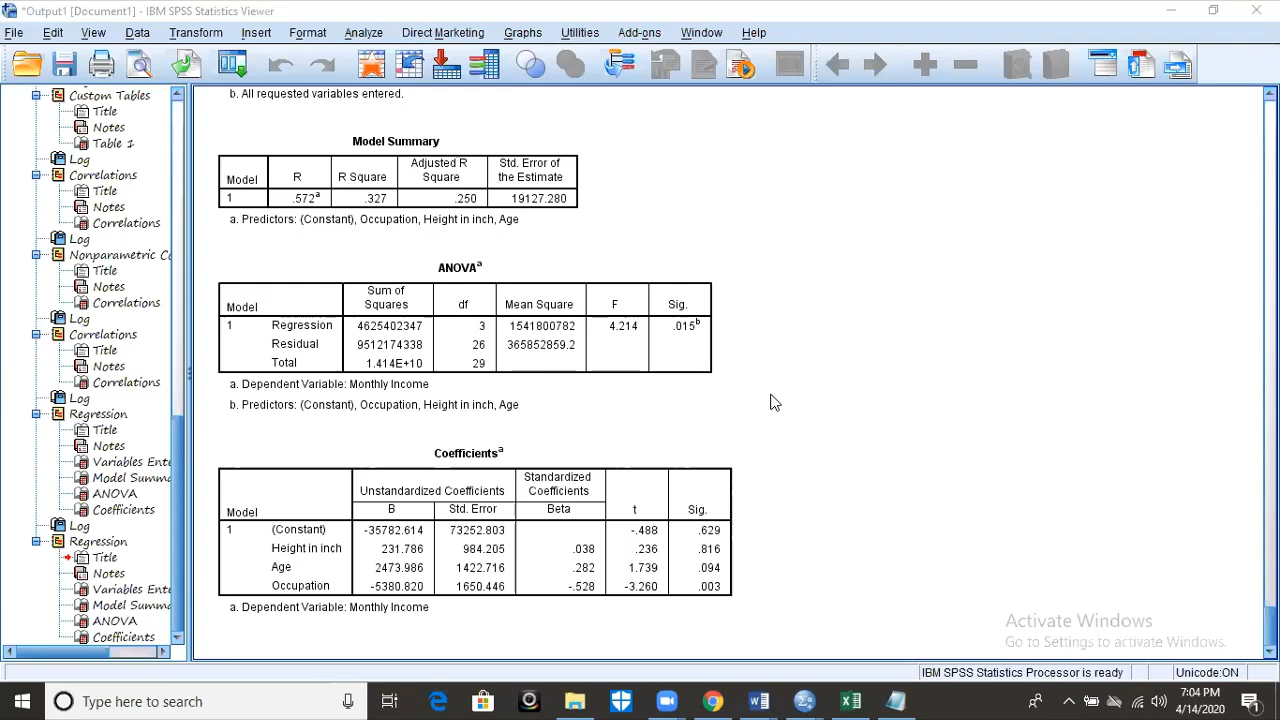 *Output1 [Document1] - IBM SPSS Statistics Viewer
File Edit View Data Transform Insert Format Analyze Direct Marketing Graphs Utilities Add-ons Window Help
Custom Tables
Title
Notes
Table 1
Log
Correlations
Title
Notes
Correlations
Log
Nonparametric Co
Title
Notes
Correlations
Log
Correlations
Title
Notes
Correlations
Log
Regression
Title
Notes
Variables Ente
Model Summa
ANOVA
Coefficients
Log
Regression
Title
Notes
Variables Ente
Model Summa
ANOVA
Coefficients
b. All requested variables entered.
Model Summary
Model R R Square Adjusted R Square Std. Error of the Estimate
1 .572a .327 .250 19127.280
a. Predictors: (Constant), Occupation, Height in inch, Age
ANOVAa
Model Sum of Squares df Mean Square F Sig.
1 Regression 4625402347 3 1541800782 4.214 .015b
Residual 9512174338 26 365852859.2
Total 1.414E+10 29
a. Dependent Variable: Monthly Income
b. Predictors: (Constant), Occupation, Height in inch, Age
Coefficientsa
Unstandardized Coefficients Standardized Coefficients
Model B Std. Error Beta t Sig.
1 (Constant) -35782.614 73252.803 -.488 .629
Height in inch 231.786 984.205 .038 .236 .816
Age 2473.986 1422.716 .282 1.739 .094
Occupation -5380.820 1650.446 -.528 -3.260 .003
a. Dependent Variable: Monthly Income
Activate Windows
Go to Settings to activate Windows.
IBM SPSS Statistics Processor is ready Unicode:ON
Type here to search
7:04 PM
4/14/2020